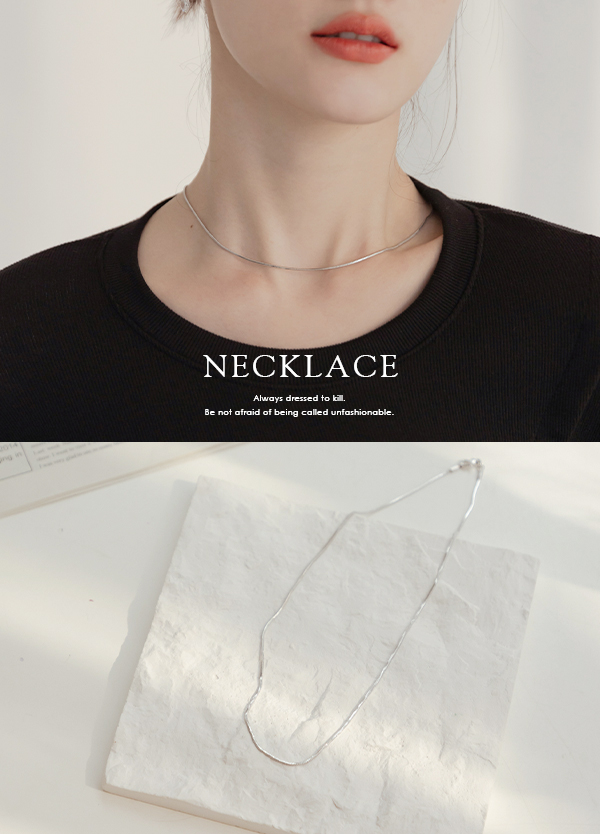 NECKLACE
Always dressed to kill.
Be not afraid of being called unfashionable.